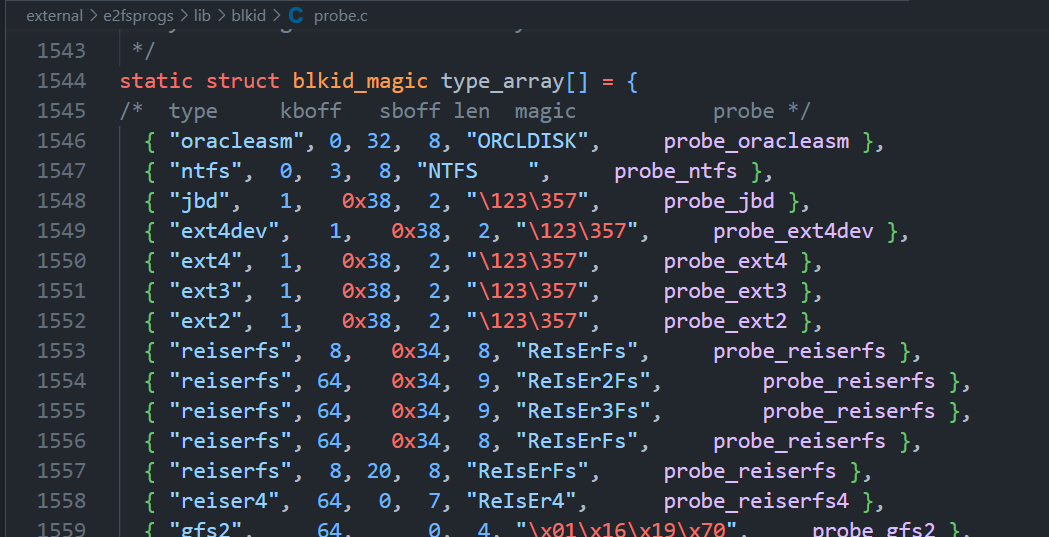 external > e2fsprogs > lib > blkid > C probe.c
1543 */
1544 static struct blkid_magic type_array[] = {
1545 /*  type     kboff   sboff len  magic           probe */
1546   { "oracleasm", 0, 32,  8, "ORCLDISK",     probe_oracleasm },
1547   { "ntfs",  0,  3,  8, "NTFS    ",     probe_ntfs },
1548   { "jbd",   1,   0x38,  2, "\123\357",     probe_jbd },
1549   { "ext4dev",   1,   0x38,  2, "\123\357",     probe_ext4dev },
1550   { "ext4",  1,   0x38,  2, "\123\357",     probe_ext4 },
1551   { "ext3",  1,   0x38,  2, "\123\357",     probe_ext3 },
1552   { "ext2",  1,   0x38,  2, "\123\357",     probe_ext2 },
1553   { "reiserfs",  8,   0x34,  8, "ReIsErFs",     probe_reiserfs },
1554   { "reiserfs", 64,   0x34,  9, "ReIsEr2Fs",        probe_reiserfs },
1555   { "reiserfs", 64,   0x34,  9, "ReIsEr3Fs",        probe_reiserfs },
1556   { "reiserfs", 64,   0x34,  8, "ReIsErFs",     probe_reiserfs },
1557   { "reiserfs",  8, 20,  8, "ReIsErFs",     probe_reiserfs },
1558   { "reiser4",  64,  0,  7, "ReIsEr4",      probe_reiserfs4 },
1559   { "gfs2",     64,      0,  4, "\x01\x16\x19\x70",     probe_gfs2 },